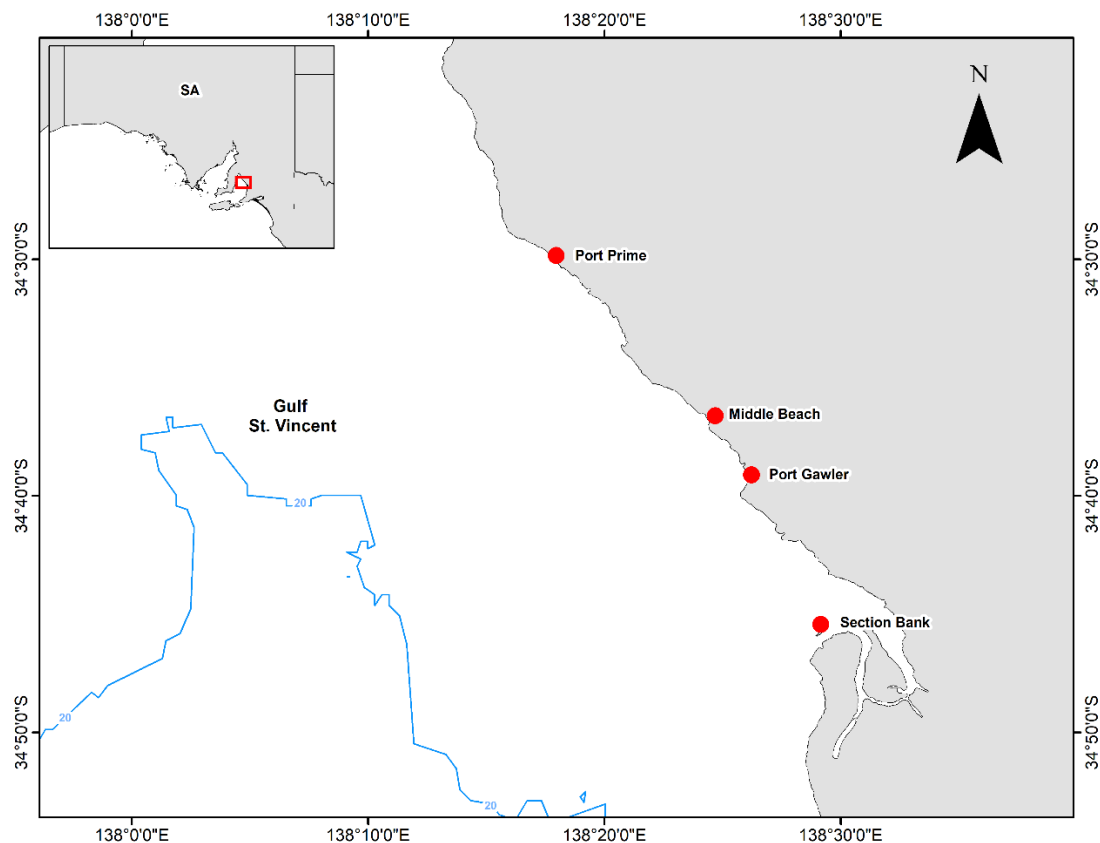 138°0'0"E
138°10'0"E
138°20'0"E
138°30'0"E
SA
N
34°30'0"S
Port Prime
34°30'0"S
Gulf
St. Vincent
Middle Beach
Port Gawler
34°40'0"S
20
34°40'0"S
Section Bank
20
34°50'0"S
34°50'0"S
20
138°0'0"E
138°10'0"E
138°20'0"E
138°30'0"E